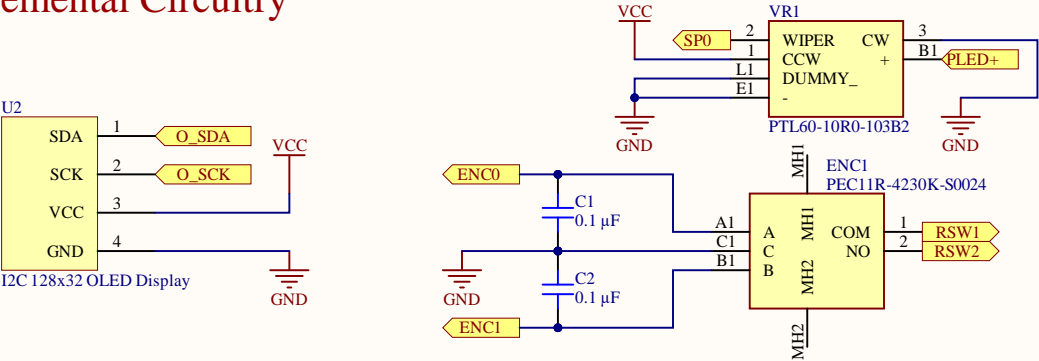 emental Circuitry
U2
SDA
1
O_SDA
SCK
2
O_SCK
VCC
3
VCC
GND
4
GND
I2C 128x32 OLED Display
VCC
VR1
SP0
2
WIPER
CW
3
1
CCW
+
B1
PLED+
L1
DUMMY_
E1
-
GND
PTL60-10R0-103B2
GND
MH1
ENC1
PEC11R-4230K-S0024
ENC0
C1
0.1 µF
A1
A
MH1
COM
1
RSW1
C1
C
NO
2
RSW2
B1
B
MH2
GND
C2
0.1 µF
ENC1
MH2